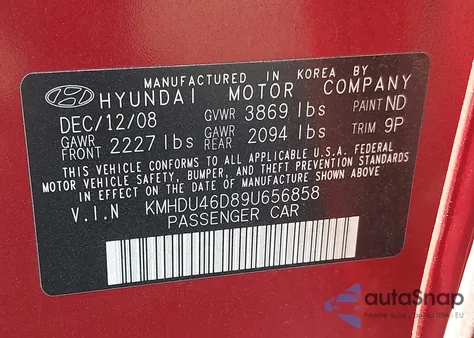 MANUFACTURED IN KOREA BY
HYUNDAI MOTOR COMPANY
DEC/12/08 GVWR 3869 lbs PAINT ND
GAWR FRONT 2227 lbs GAWR REAR 2094 lbs TRIM 9P
THIS VEHICLE CONFORMS TO ALL APPLICABLE U.S.A. FEDERAL
MOTOR VEHICLE SAFETY, BUMPER, AND THEFT PREVENTION STANDARDS
IN EFFECT ON THE DATE OF MANUFACTURE SHOWN ABOVE.
V.I.N KMHDU46D89U656858
PASSENGER CAR
autoSnap